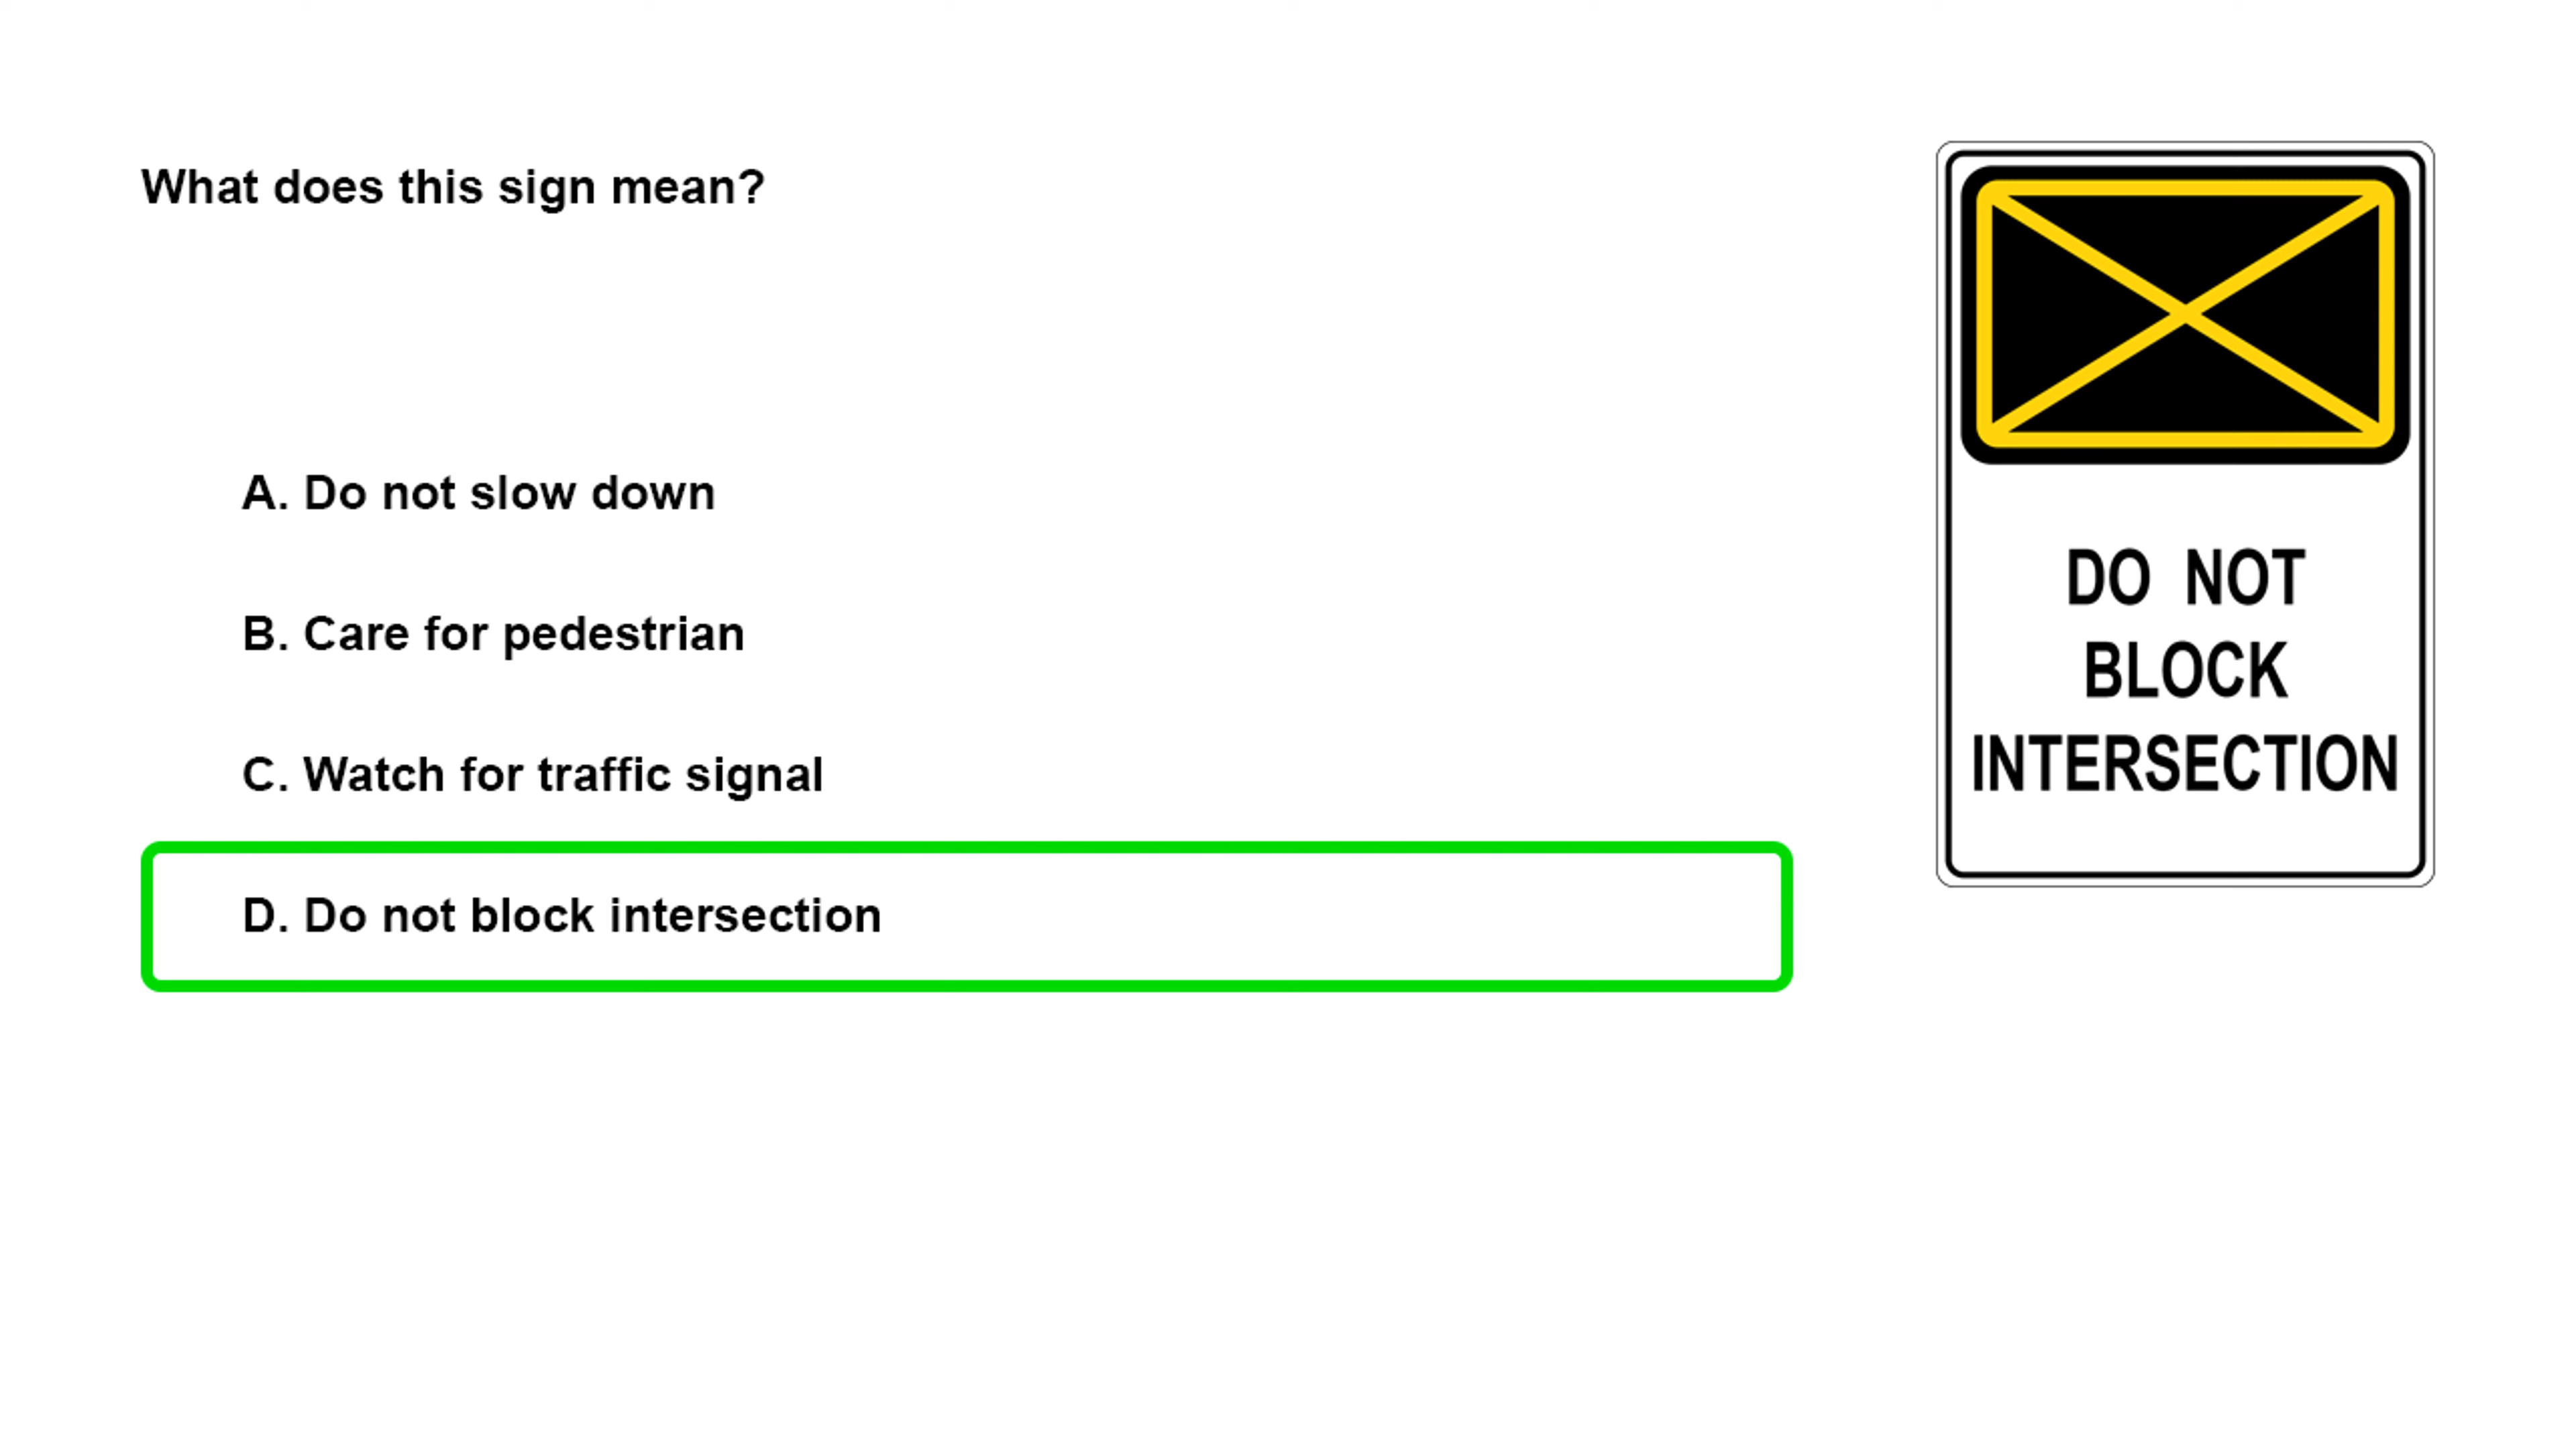 What does this sign mean?
A. Do not slow down
B. Care for pedestrian
C. Watch for traffic signal
D. Do not block intersection
DO NOT
BLOCK
INTERSECTION